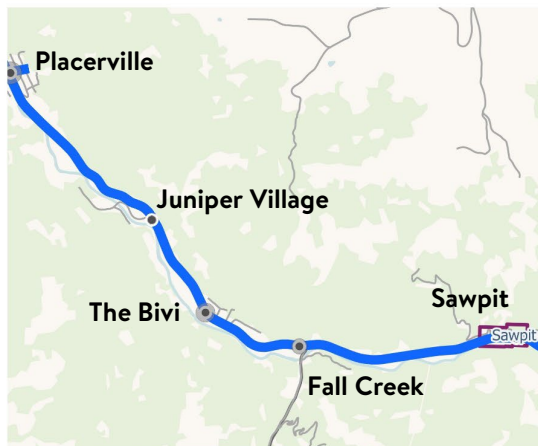 Placerville
Juniper Village
The Bivi
Sawpit
Sawpit
Fall Creek